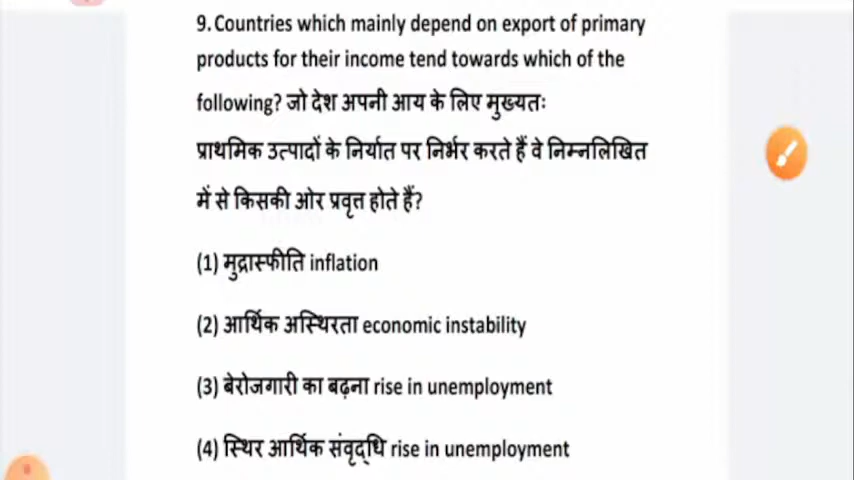 9. Countries which mainly depend on export of primary
products for their income tend towards which of the
following? जो देश अपनी आय के लिए मुख्यतः
प्राथमिक उत्पादों के निर्यात पर निर्भर करते हैं वे निम्नलिखित
में से किसकी ओर प्रवृत्त होते हैं?
(1) मुद्रास्फीति inflation
(2) आर्थिक अस्थिरता economic instability
(3) बेरोजगारी का बढ़ना rise in unemployment
(4) स्थिर आर्थिक संवृद्धि rise in unemployment